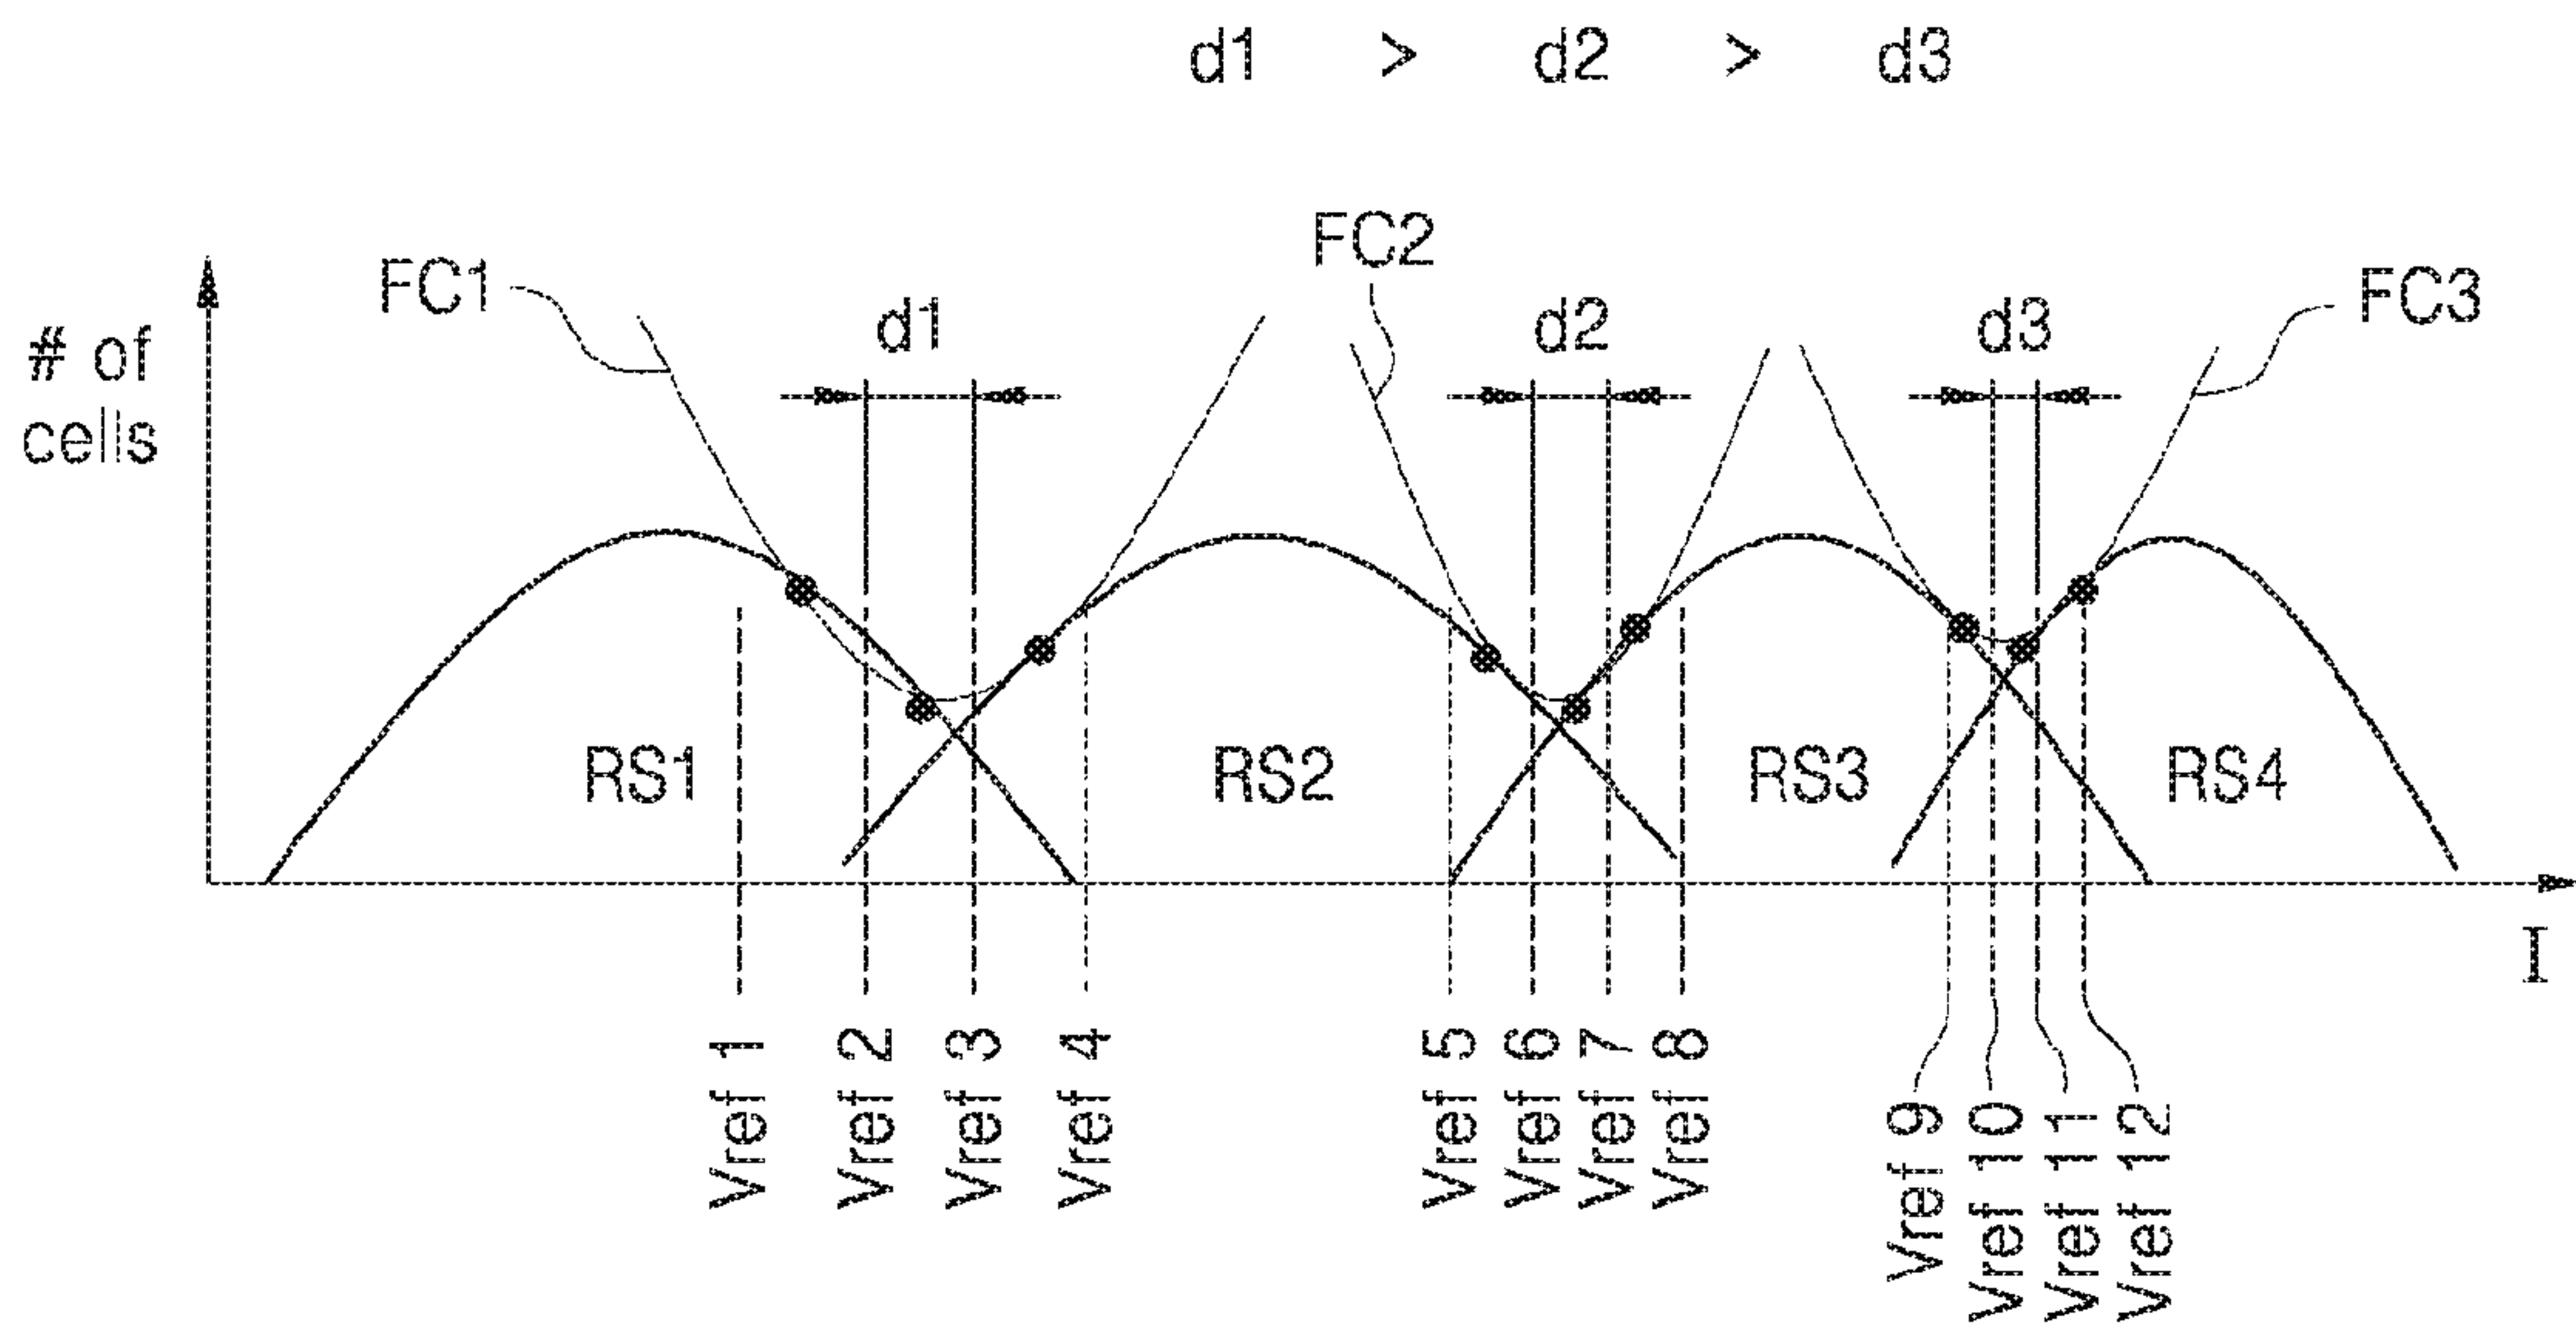 d1 > d2 > d3
FC1
FC2
FC3
d1
d2
d3
# of
cells
RS1
RS2
RS3
RS4
I
Vref 1
Vref 2
Vref 3
Vref 4
Vref 5
Vref 6
Vref 7
Vref 8
Vref 9
Vref 10
Vref 11
Vref 12